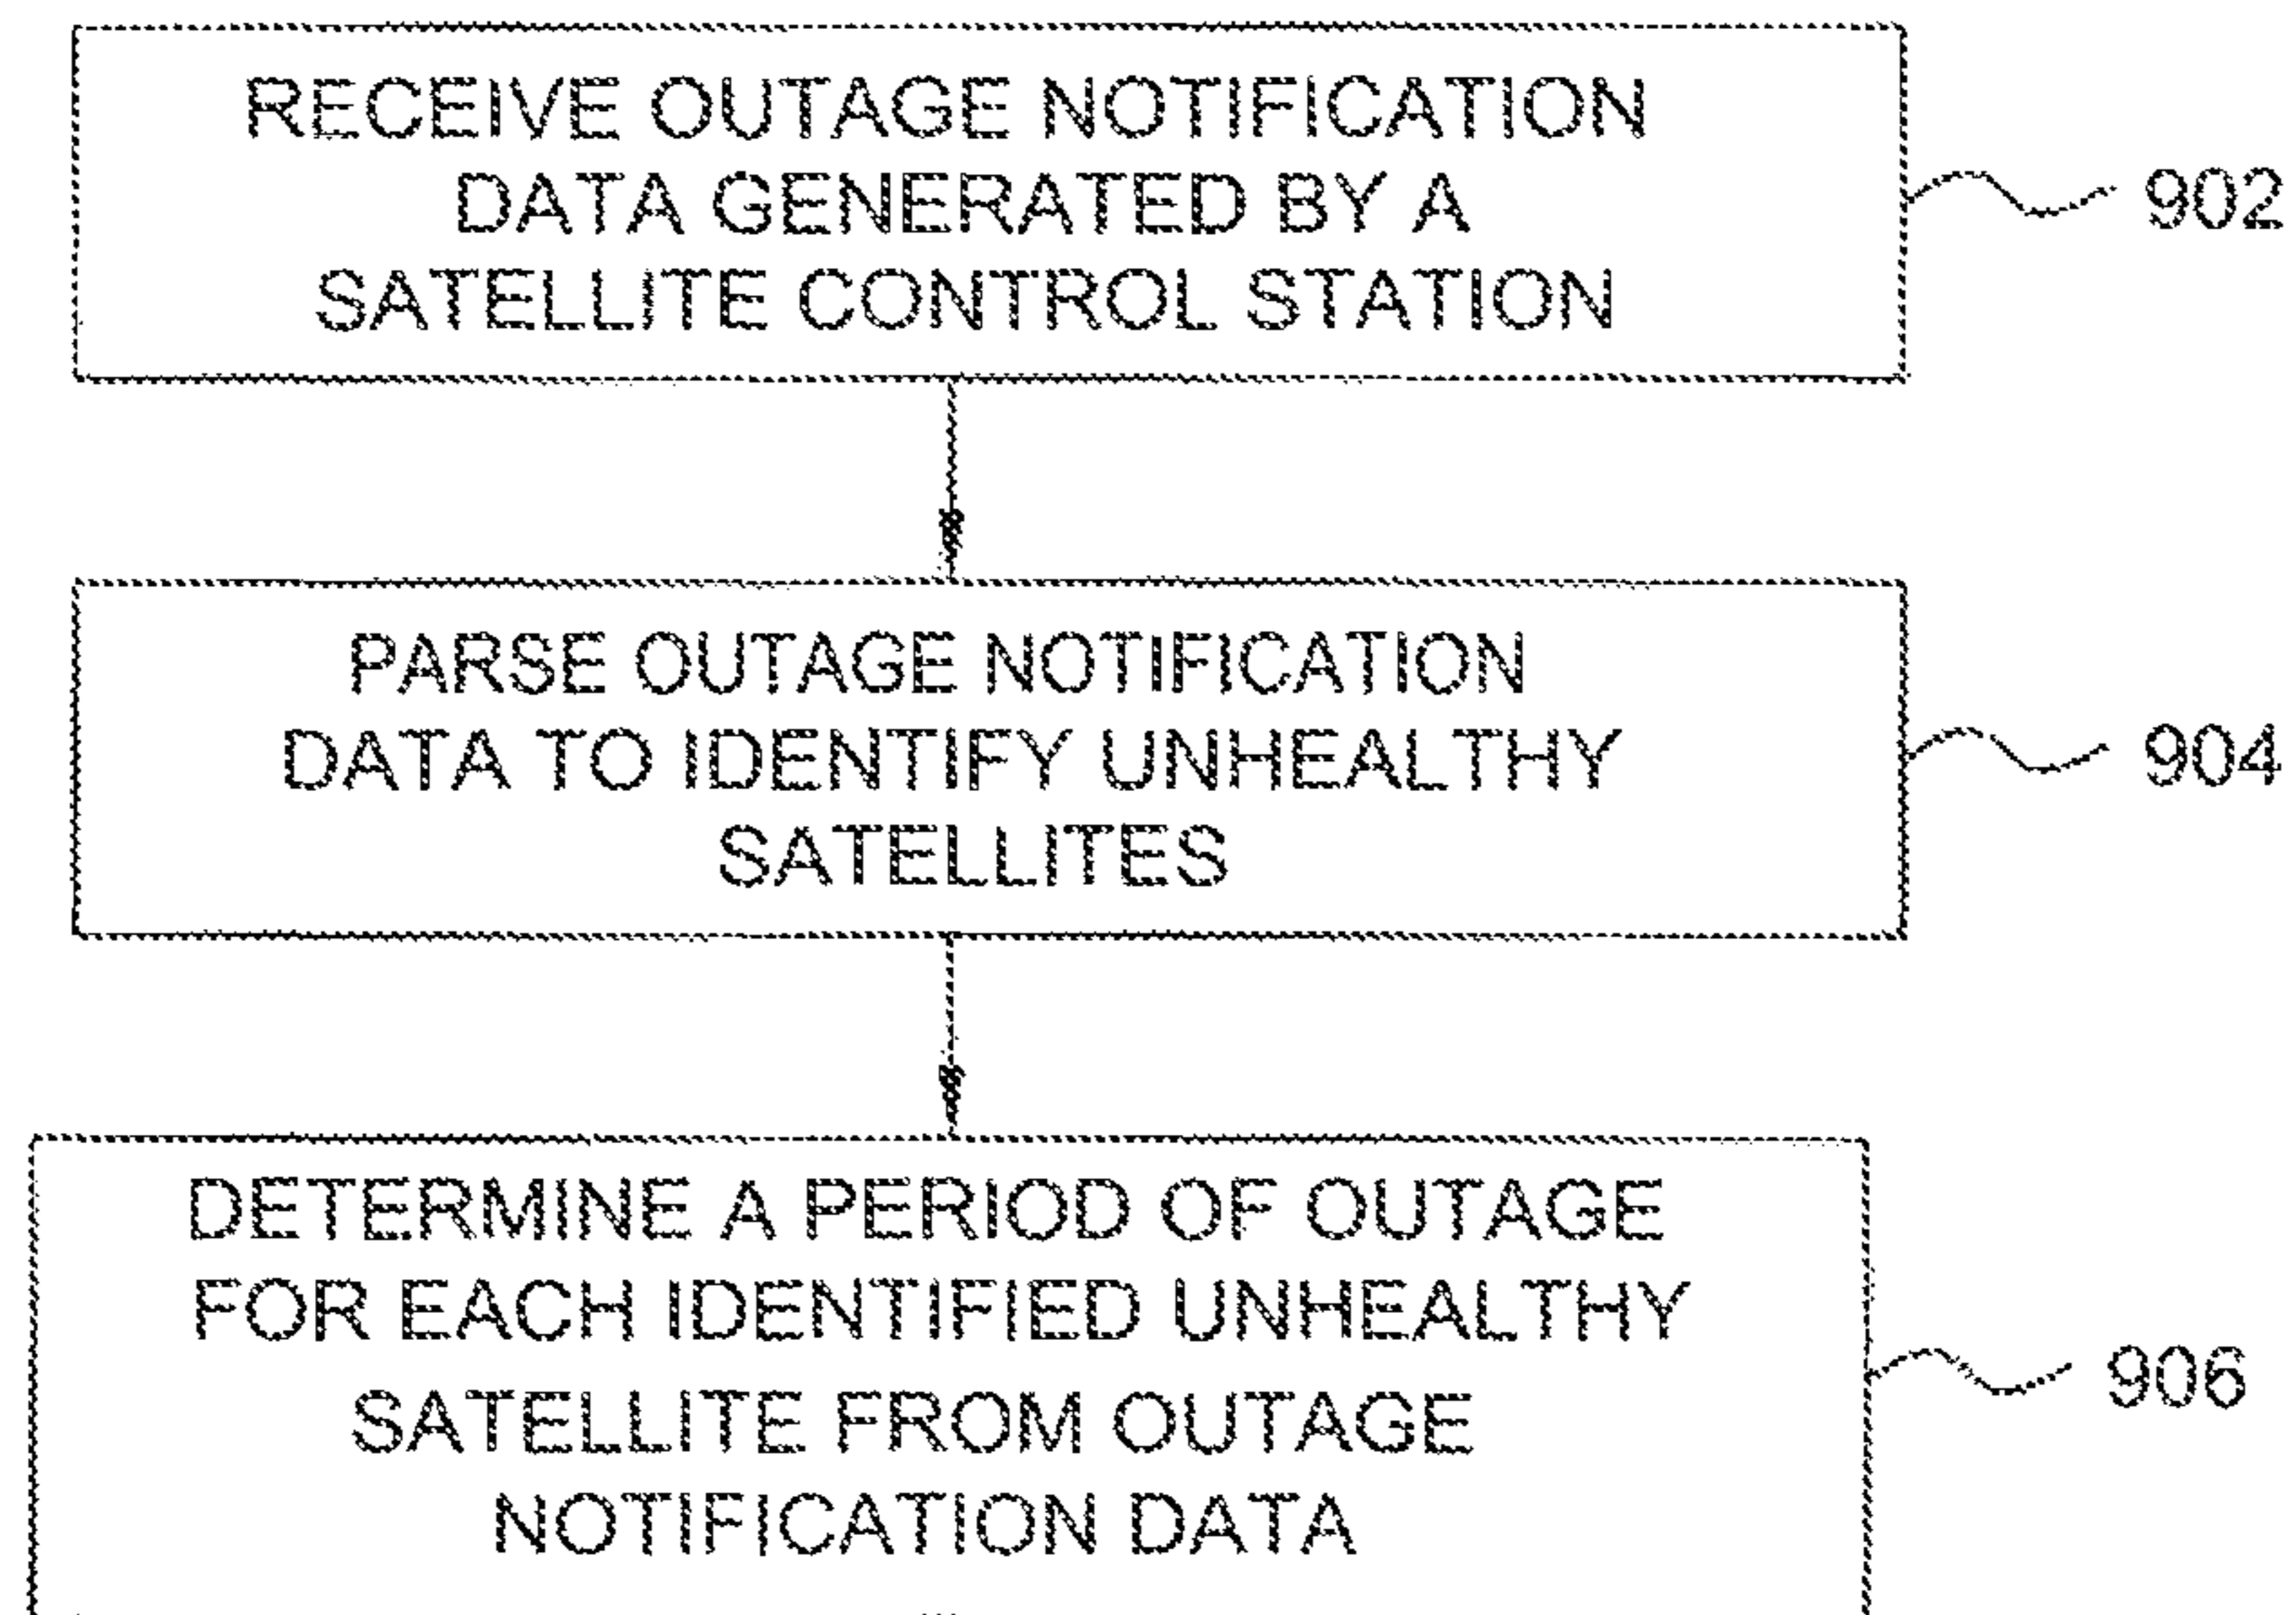 RECEIVE OUTAGE NOTIFICATION
DATA GENERATED BY A
SATELLITE CONTROL STATION
902
PARSE OUTAGE NOTIFICATION
DATA TO IDENTIFY UNHEALTHY
SATELLITES
904
DETERMINE A PERIOD OF OUTAGE
FOR EACH IDENTIFIED UNHEALTHY
SATELLITE FROM OUTAGE
NOTIFICATION DATA
906